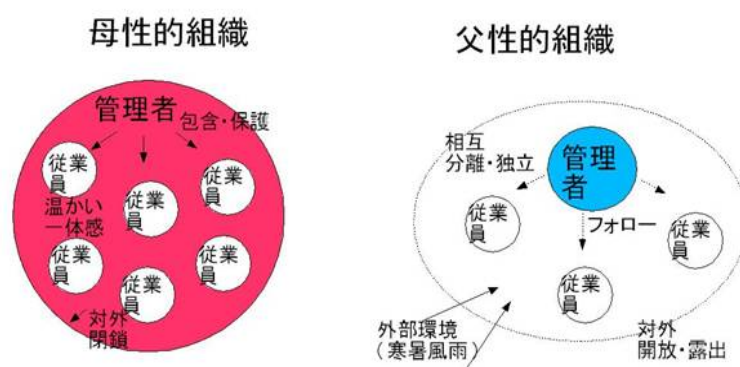 母性的組織
管理者
包含・保護
従業
員
従業
員
従業
員
温かい
一体感
従業
員
従業
員
従業
員
対外
閉鎖
父性的組織
相互
分離・独立
管理
者
従業
員
フォロー
従業
員
従業
員
外部環境
（寒暑風雨）
対外
開放・露出